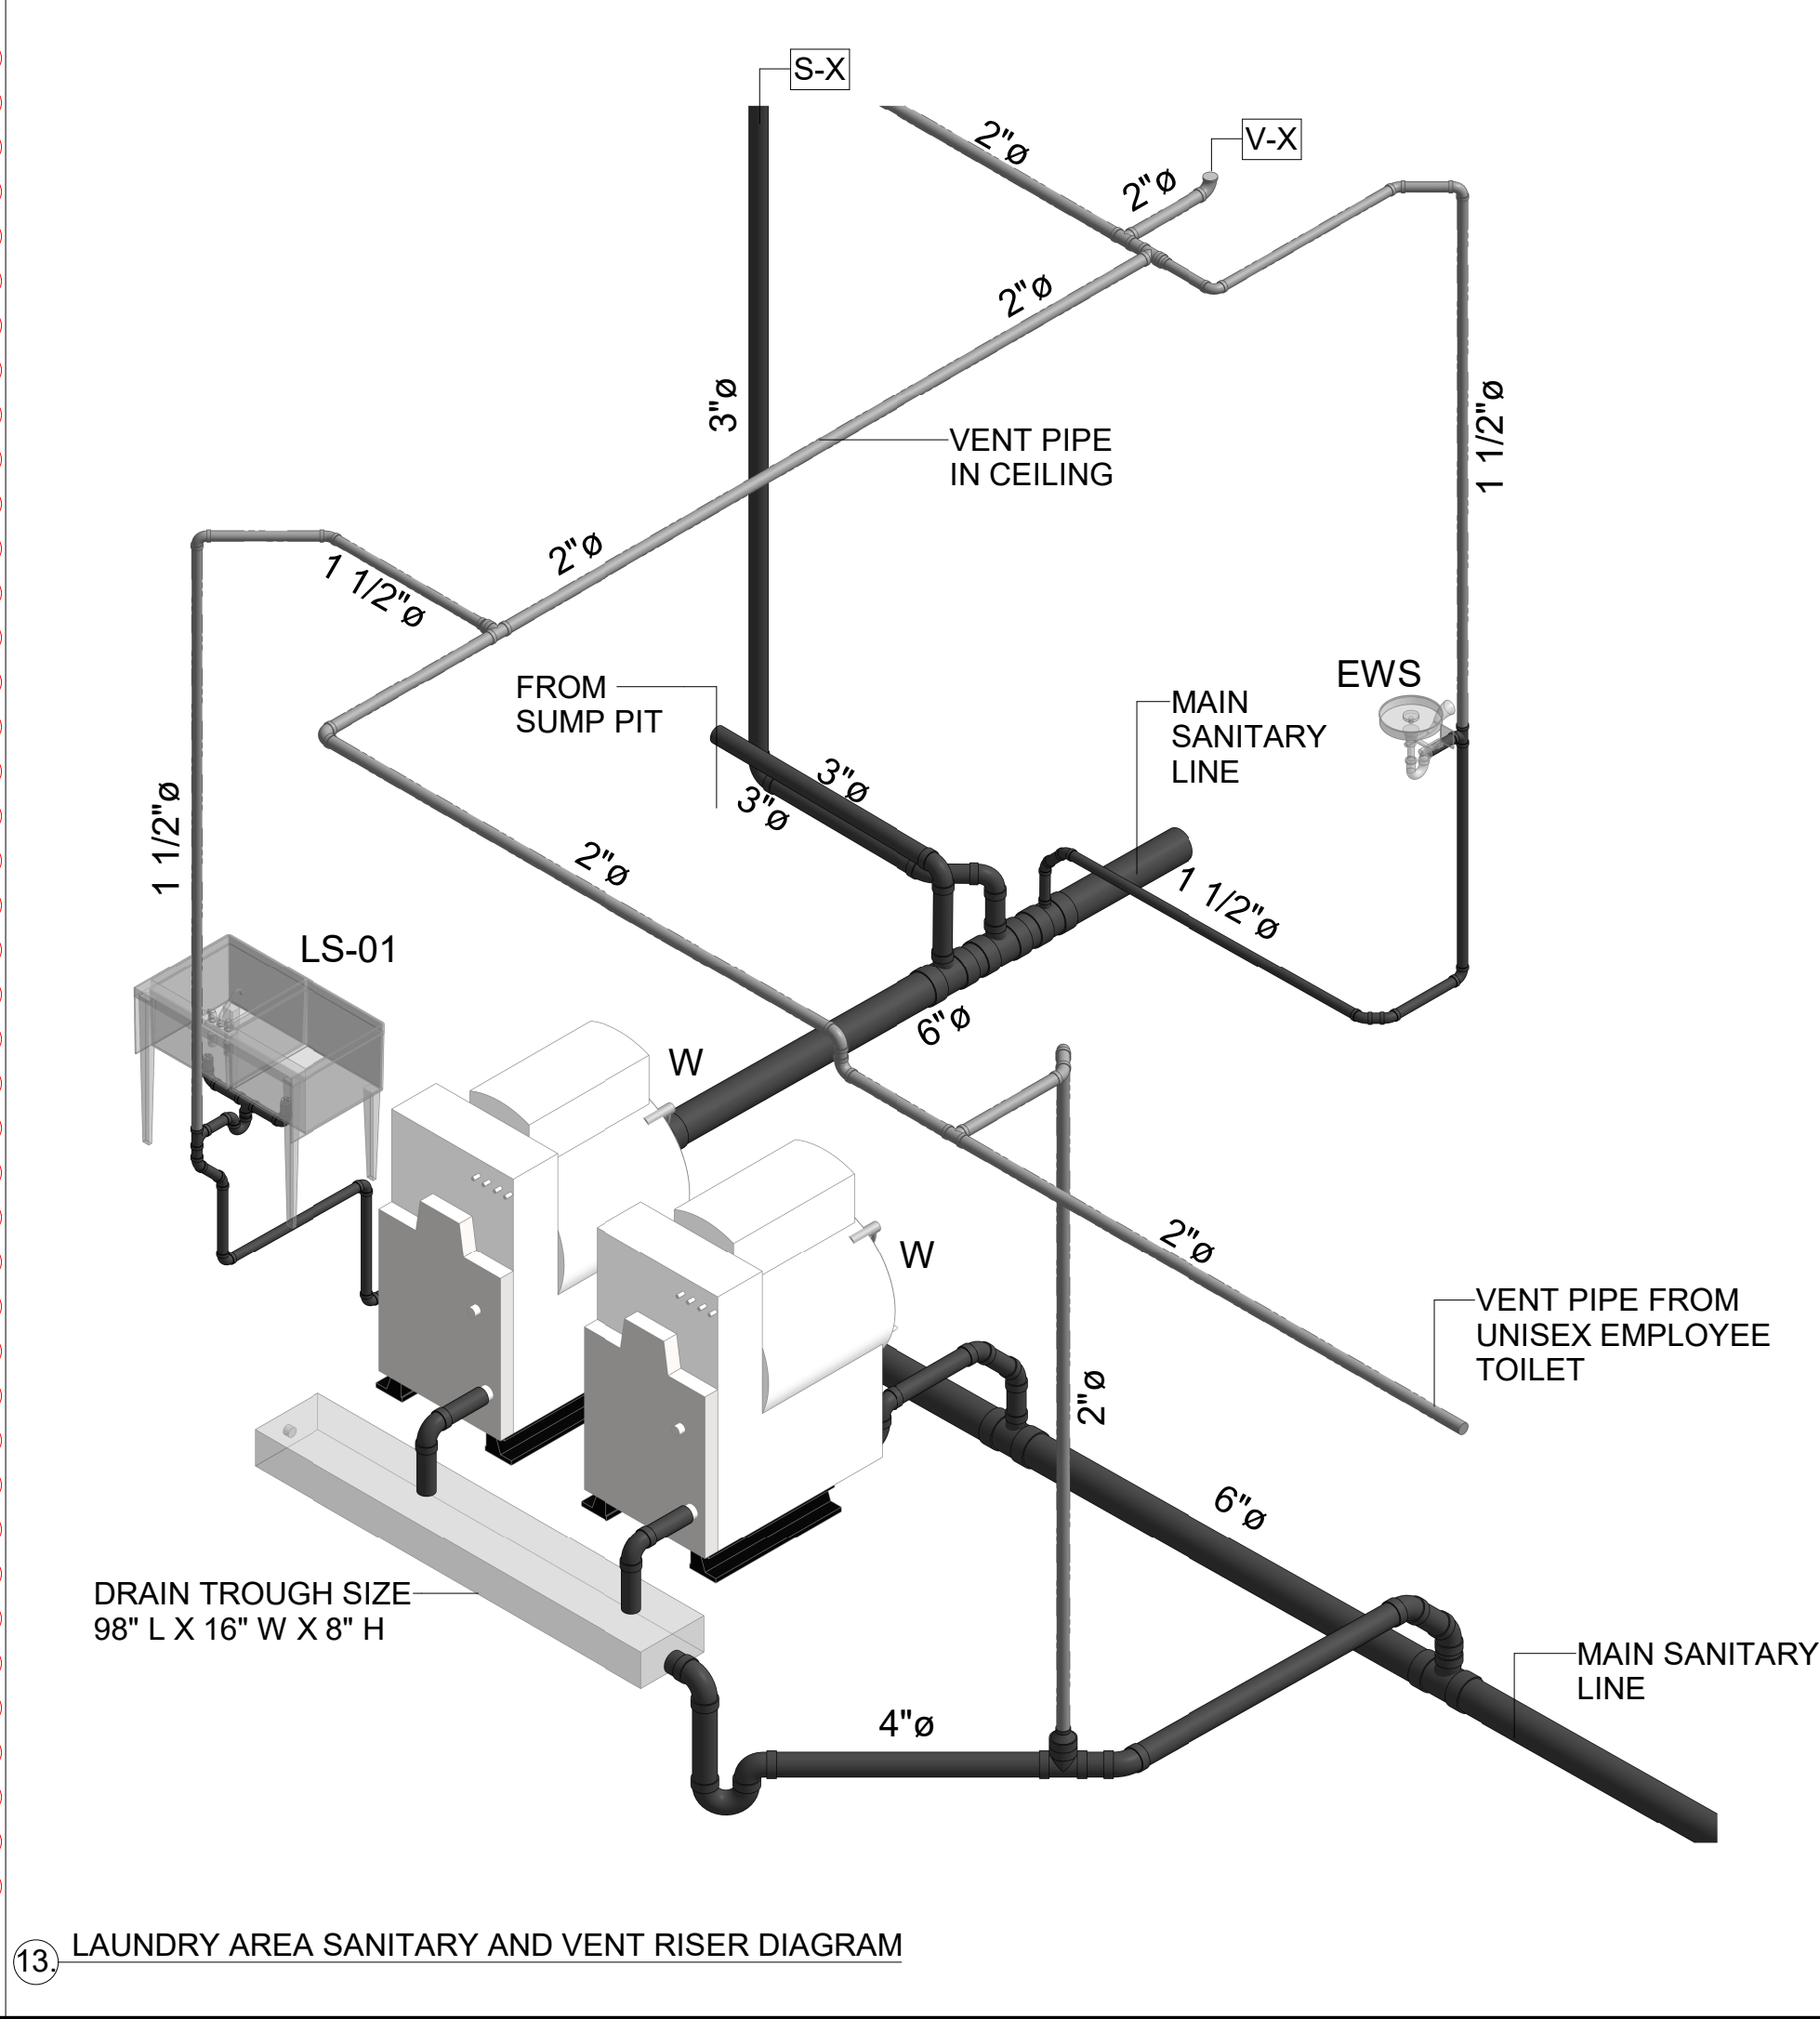 S-X
2"ø
V-X
2"ø
2"ø
3"ø
1 1/2"ø
VENT PIPE
IN CEILING
2"ø
1 1/2"ø
FROM
SUMP PIT
MAIN
SANITARY
LINE
EWS
3"ø
3"ø
1 1/2"ø
2"ø
1 1/2"ø
LS-01
6"ø
W
2"ø
W
VENT PIPE FROM
UNISEX EMPLOYEE
TOILET
2"ø
6"ø
DRAIN TROUGH SIZE
98" L X 16" W X 8" H
MAIN SANITARY
LINE
4"ø
13. LAUNDRY AREA SANITARY AND VENT RISER DIAGRAM